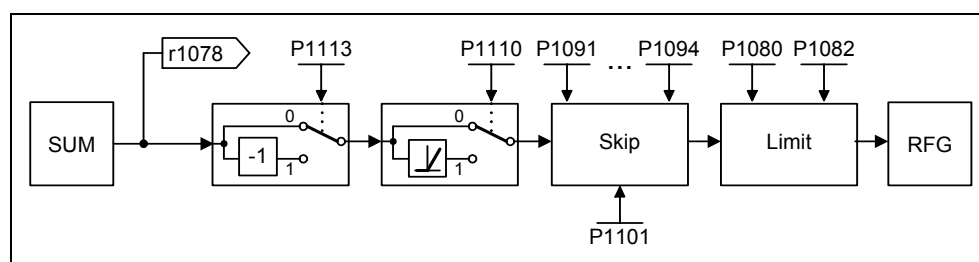 r1078
P1113
P1110
P1091
...
P1094
P1080
P1082
SUM
0
-1
1
0
1
Skip
Limit
RFG
P1101